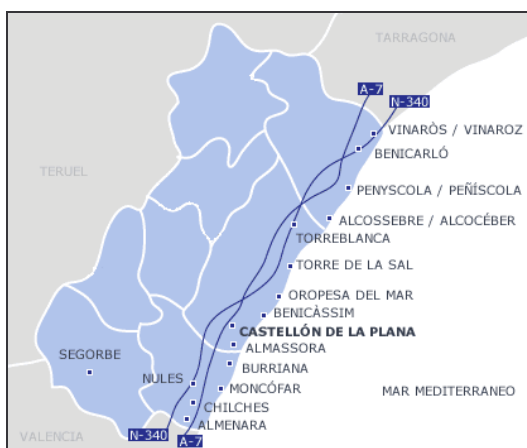 TARRAGONA
A-7
N-340
VINARÒS / VINAROZ
BENICARLÓ
TERUEL
PENYSCOLA / PEÑÍSCOLA
ALCOSSEBRE / ALCOCÉBER
TORREBLANCA
TORRE DE LA SAL
OROPESA DEL MAR
BENICÀSSIM
CASTELLÓN DE LA PLANA
ALMASSORA
SEGORBE
BURRIANA
NULES
MONCÓFAR
MAR MEDITERRANEO
CHILCHES
ALMENARA
VALENCIA
N-340
A-7